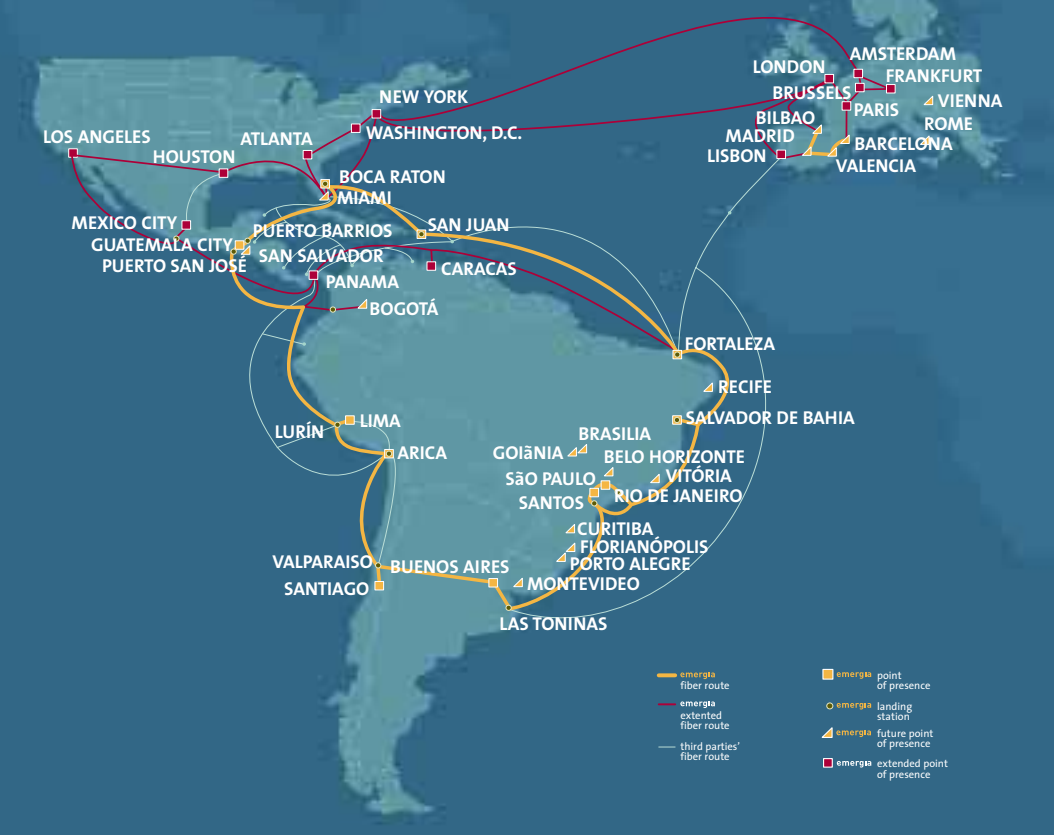 AMSTERDAM
LONDON
FRANKFURT
BRUSSELS
NEW YORK
VIENNA
PARIS
BILBAO
ROME
WASHINGTON, D.C.
LOS ANGELES
ATLANTA
MADRID
BARCELONA
HOUSTON
LISBON
VALENCIA
BOCA RATON
MIAMI
MEXICO CITY
SAN JUAN
PUERTO BARRIOS
GUATEMALA CITY
SAN SALVADOR
PUERTO SAN JOSÉ
CARACAS
PANAMA
BOGOTÁ
FORTALEZA
RECIFE
LIMA
SALVADOR DE BAHIA
LURÍN
BRASILIA
ARICA
GOIãNIA
BELO HORIZONTE
SãO PAULO
VITÓRIA
RIO DE JANEIRO
SANTOS
CURITIBA
FLORIANÓPOLIS
VALPARAISO
BUENOS AIRES
PORTO ALEGRE
SANTIAGO
MONTEVIDEO
LAS TONINAS
emergia
fiber route
emergia
extented
fiber route
third parties'
fiber route
emergia point
of presence
emergia landing
station
emergia future point
of presence
emergia extended point
of presence